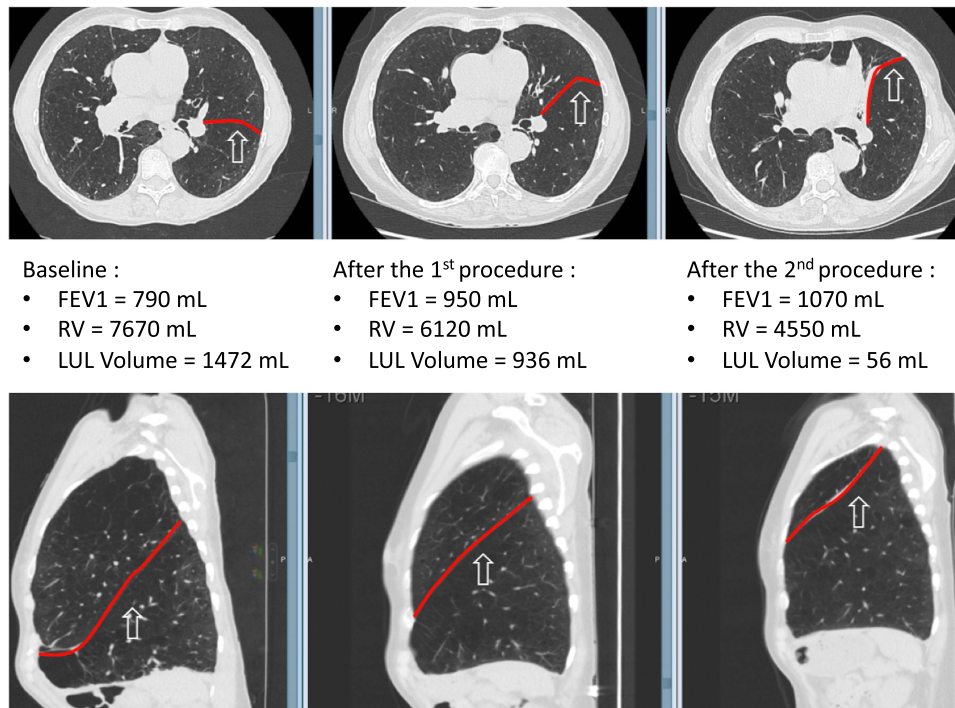 L
R
L
R
Baseline :
• FEV1 = 790 mL
• RV = 7670 mL
• LUL Volume = 1472 mL
After the 1st procedure :
• FEV1 = 950 mL
• RV = 6120 mL
• LUL Volume = 936 mL
After the 2nd procedure :
• FEV1 = 1070 mL
• RV = 4550 mL
• LUL Volume = 56 mL
-16M
-15M
P
A
P
A